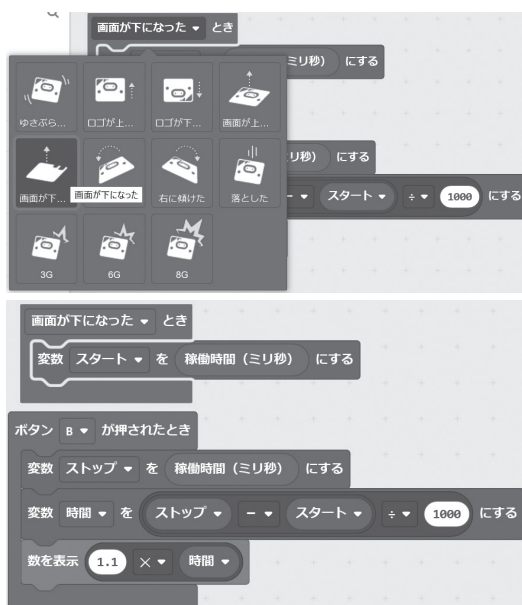 画面が下になった とき
ミリ秒） にする
ゆさぶら... ロゴが上... ロゴが下... 画面が上...
リ秒） にする
画面が下... 画面が下になった 右に傾けた 落とした
- スタート ÷ 1000 にする
3G 6G 8G
画面が下になった とき
変数 スタート を 稼働時間（ミリ秒） にする
ボタン B が押されたとき
変数 ストップ を 稼働時間（ミリ秒） にする
変数 時間 を ストップ - スタート ÷ 1000 にする
数を表示 1.1 × 時間